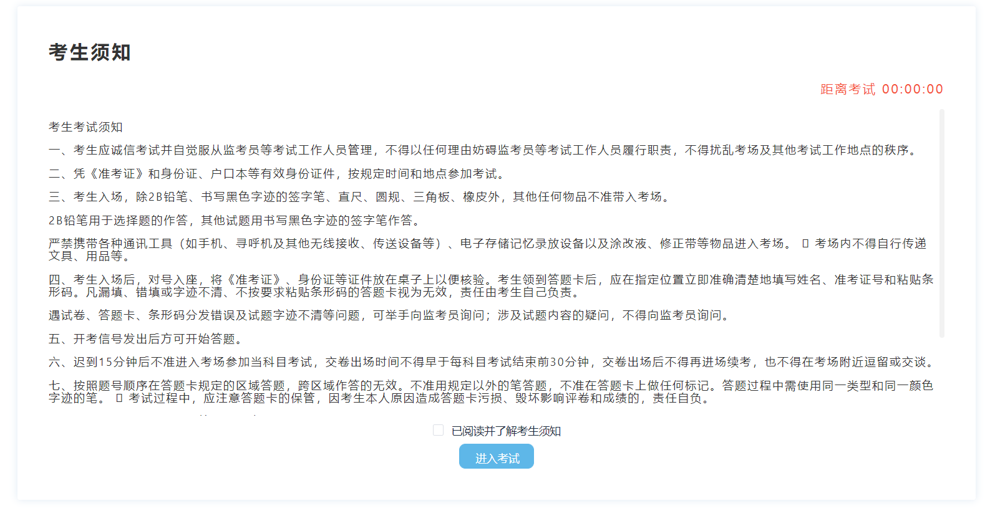 考生须知
距离考试 00:00:00
考生考试须知
一、考生应诚信考试并自觉服从监考员等考试工作人员管理，不得以任何理由妨碍监考员等考试工作人员履行职责，不得扰乱考场及其他考试工作地点的秩序。
二、凭《准考证》和身份证、户口本等有效身份证件，按规定时间和地点参加考试。
三、考生入场，除2B铅笔、书写黑色字迹的签字笔、直尺、圆规、三角板、橡皮外，其他任何物品不准带入考场。
2B铅笔用于选择题的作答，其他试题用书写黑色字迹的签字笔作答。
严禁携带各种通讯工具（如手机、寻呼机及其他无线接收、传送设备等）、电子存储记忆录放设备以及涂改液、修正带等物品进入考场。 ▯ 考场内不得自行传递
文具、用品等。
四、考生入场后，对号入座，将《准考证》、身份证等证件放在桌子上以便核验。考生领到答题卡后，应在指定位置立即准确清楚地填写姓名、准考证号和粘贴条
形码。凡漏填、错填或字迹不清、不按要求粘贴条形码的答题卡视为无效，责任由考生自己负责。
遇试卷、答题卡、条形码分发错误及试题字迹不清等问题，可举手向监考员询问；涉及试题内容的疑问，不得向监考员询问。
五、开考信号发出后方可开始答题。
六、迟到15分钟后不准进入考场参加当科目考试，交卷出场时间不得早于每科目考试结束前30分钟，交卷出场后不得再进场续考，也不得在考场附近逗留或交谈。
七、按照题号顺序在答题卡规定的区域答题，跨区域作答的无效。不准用规定以外的笔答题，不准在答题卡上做任何标记。答题过程中需使用同一类型和同一颜色
字迹的笔。 ▯ 考试过程中，应注意答题卡的保管，因考生本人原因造成答题卡污损、毁坏影响评卷和成绩的，责任自负。
已阅读并了解考生须知
进入考试